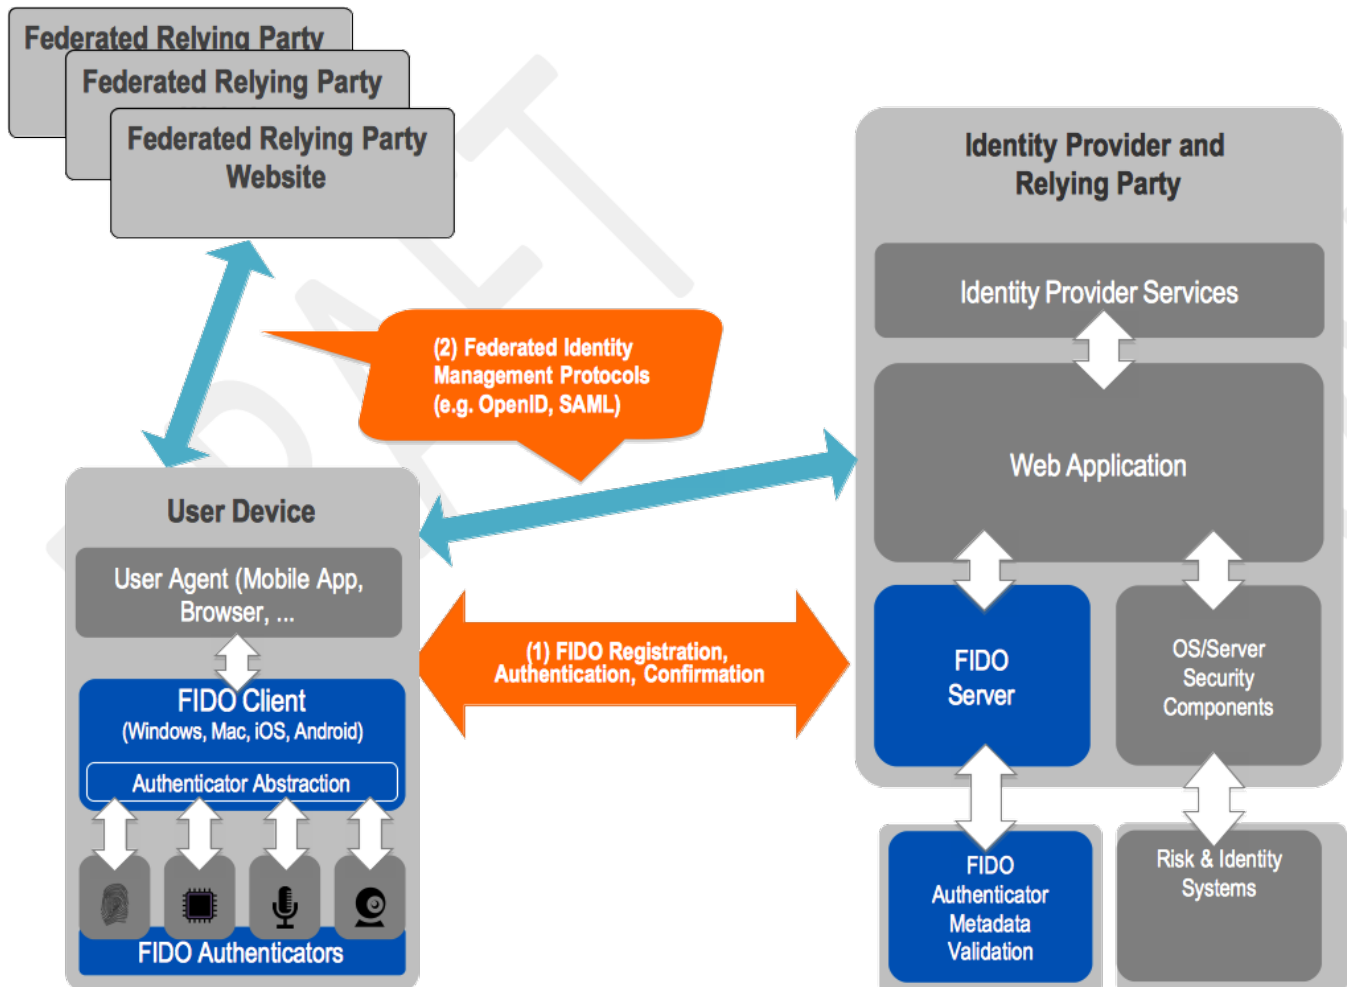 Federated Relying Party
Federated Relying Party
Federated Relying Party
Website
Identity Provider and
Relying Party
Identity Provider Services
(2) Federated Identity
Management Protocols
(e.g. OpenID, SAML)
Web Application
User Device
User Agent (Mobile App,
Browser, ...
(1) FIDO Registration,
Authentication, Confirmation
FIDO
Server
OS/Server
Security
Components
FIDO Client
(Windows, Mac, iOS, Android)
Authenticator Abstraction
FIDO Authenticators
FIDO
Authenticator
Metadata
Validation
Risk & Identity
Systems
DRAFT